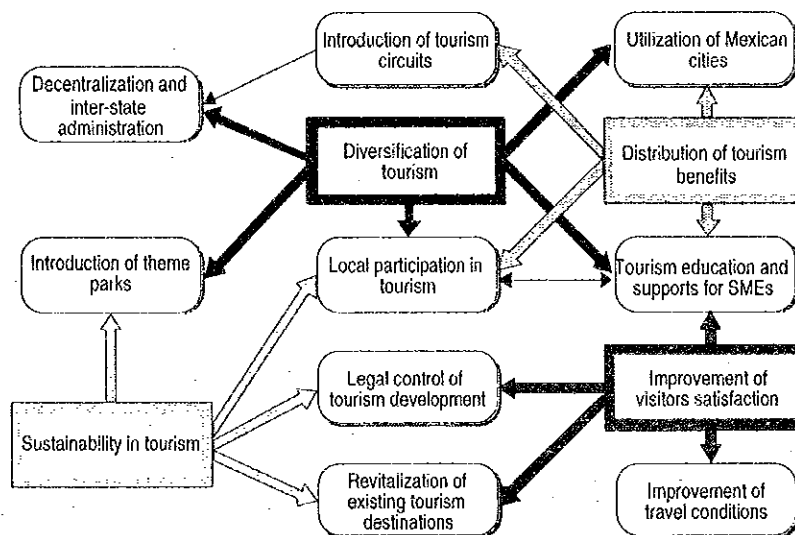 Introduction of tourism
circuits
Utilization of Mexican
cities
Decentralization and
inter-state
administration
Diversification of
tourism
Distribution of tourism
benefits
Introduction of theme
parks
Local participation in
tourism
Tourism education and
supports for SMEs
Legal control of
tourism development
Improvement of
visitors satisfaction
Sustainability in tourism
Revitalization of
existing tourism
destinations
Improvement of
travel conditions